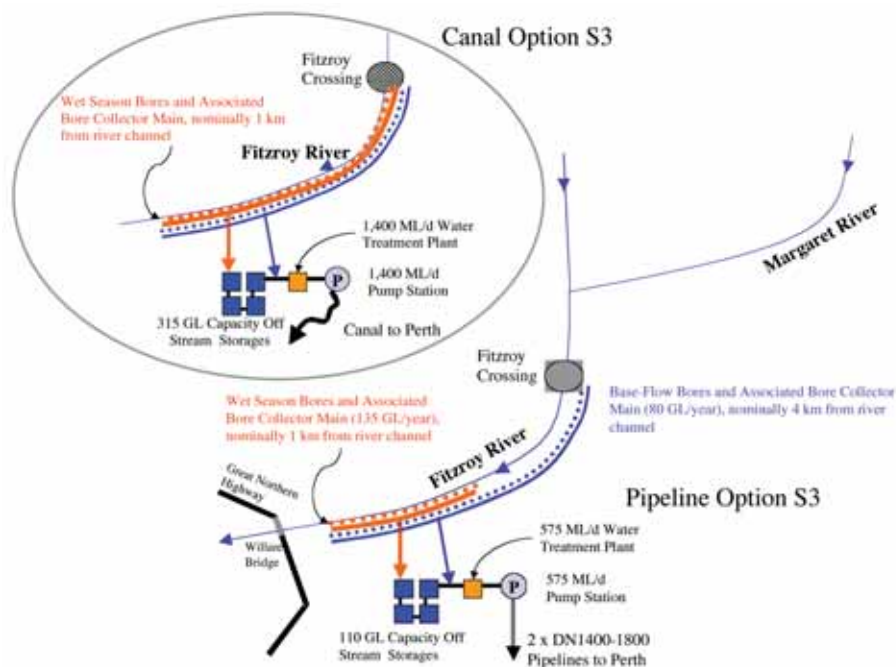 Canal Option S3
Fitzroy
Crossing
Wet Season Bores and Associated
Bore Collector Main, nominally 1 km
from river channel
Fitzroy River
1,400 ML/d Water
Treatment Plant
P
1,400 ML/d
Pump Station
315 GL Capacity Off
Stream Storages
Canal to Perth
Margaret River
Fitzroy
Crossing
Base-Flow Bores and Associated Bore Collector
Main (80 GL/year), nominally 4 km from river
channel
Wet Season Bores and Associated
Bore Collector Main (135 GL/year),
nominally 1 km from river channel
Fitzroy River
Great Northern
Highway
Willare
Bridge
Pipeline Option S3
575 ML/d Water
Treatment Plant
P
575 ML/d
Pump Station
110 GL Capacity Off
Stream Storages
2 x DN1400-1800
Pipelines to Perth